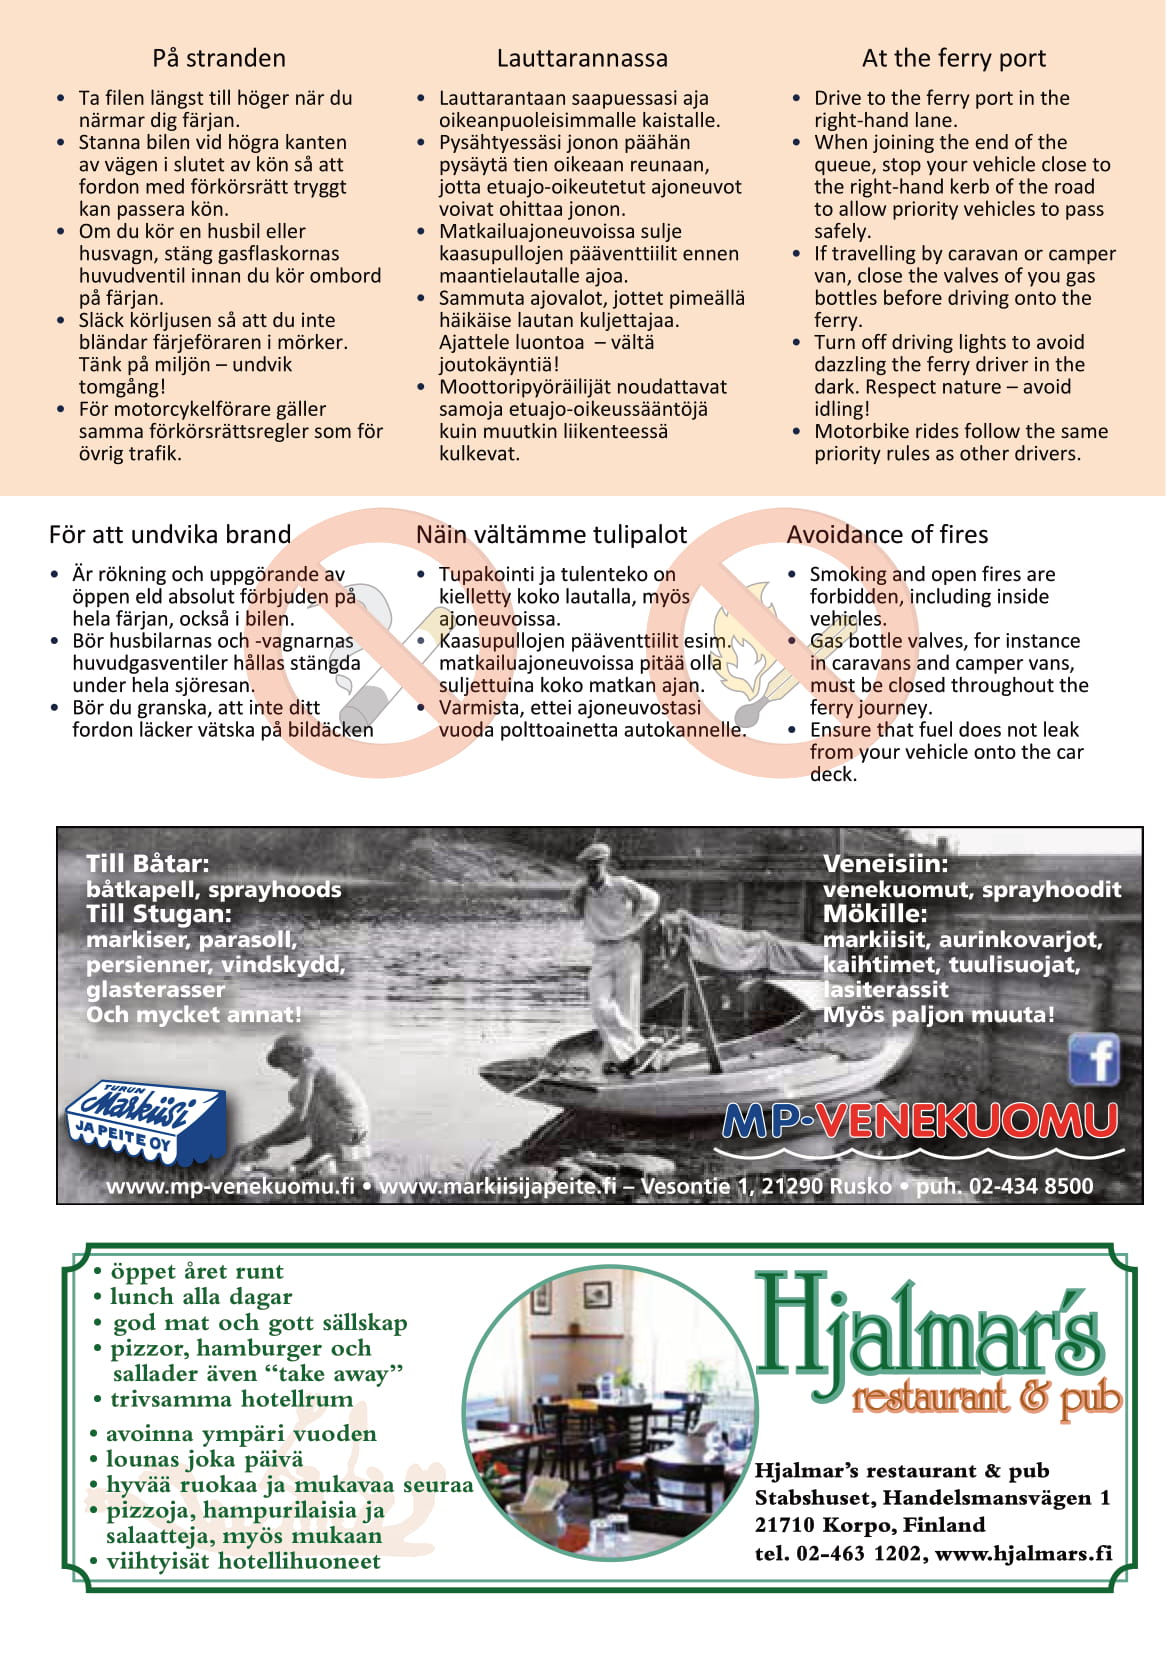 På stranden
• Ta filen längst till höger när du
närmar dig färjan.
• Stanna bilen vid högra kanten
av vägen i slutet av kön så att
fordon med förkörsrätt tryggt
kan passera kön.
• Om du kör en husbil eller
husvagn, stäng gasflaskornas
huvudventil innan du kör ombord
på färjan.
• Släck körljusen så att du inte
bländar färjeföraren i mörker.
Tänk på miljön – undvik
tomgång!
• För motorcykelförare gäller
samma förkörsrättsregler som för
övrig trafik.
Lauttarannassa
• Lauttarantaan saapuessasi aja
oikeanpuoleisimmalle kaistalle.
• Pysähtyessäsi jonon päähän
pysäytä tien oikeaan reunaan,
jotta etuajo-oikeutetut ajoneuvot
voivat ohittaa jonon.
• Matkailuajoneuvoissa sulje
kaasupullojen pääventtiilit ennen
maantielautalle ajoa.
• Sammuta ajovalot, jottet pimeällä
häikäise lautan kuljettajaa.
Ajattele luontoa – vältä
joutokäyntiä!
• Moottoripyöräilijät noudattavat
samoja etuajo-oikeussääntöjä
kuin muutkin liikenteessä
kulkevat.
At the ferry port
• Drive to the ferry port in the
right-hand lane.
• When joining the end of the
queue, stop your vehicle close to
the right-hand kerb of the road
to allow priority vehicles to pass
safely.
• If travelling by caravan or camper
van, close the valves of you gas
bottles before driving onto the
ferry.
• Turn off driving lights to avoid
dazzling the ferry driver in the
dark. Respect nature – avoid
idling!
• Motorbike rides follow the same
priority rules as other drivers.
För att undvika brand
• Är rökning och uppgörande av
öppen eld absolut förbjuden på
hela färjan, också i bilen.
• Bör husbilarnas och -vagnarnas
huvudgasventiler hållas stängda
under hela sjöresan.
• Bör du granska, att inte ditt
fordon läcker vätska på bildäcken
Näin vältämme tulipalot
• Tupakointi ja tulenteko on
kielletty koko lautalla, myös
ajoneuvoissa.
• Kaasupullojen pääventtiilit esim.
matkailuajoneuvoissa pitää olla
suljettuina koko matkan ajan.
• Varmista, ettei ajoneuvostasi
vuoda polttoainetta autokannelle.
Avoidance of fires
• Smoking and open fires are
forbidden, including inside
vehicles.
• Gas bottle valves, for instance
in caravans and camper vans,
must be closed throughout the
ferry journey.
• Ensure that fuel does not leak
from your vehicle onto the car
deck.
Till Båtar:
båtkapell, sprayhoods
Till Stugan:
markiser, parasoll,
persienner, vindskydd,
glasterasser
Och mycket annat!
Veneisiin:
venekuomut, sprayhoodit
Mökille:
markiisit, aurinkovarjot,
kaihtimet, tuulisuojat,
lasiterassit
Myös paljon muuta!
f
TURUN
Markiisi
JA PEITE OY
MP-VENEKUOMU
www.mp-venekuomu.fi • www.markiisijapeite.fi – Vesontie 1, 21290 Rusko • puh. 02-434 8500
• öppet året runt
• lunch alla dagar
• god mat och gott sällskap
• pizzor, hamburger och
sallader även “take away”
• trivsamma hotellrum
• avoinna ympäri vuoden
• lounas joka päivä
• hyvää ruokaa ja mukavaa seuraa
• pizzoja, hampurilaisia ja
salaatteja, myös mukaan
• viihtyisät hotellihuoneet
Hjalmar's
restaurant & pub
Hjalmar’s restaurant & pub
Stabshuset, Handelsmansvägen 1
21710 Korpo, Finland
tel. 02-463 1202, www.hjalmars.fi